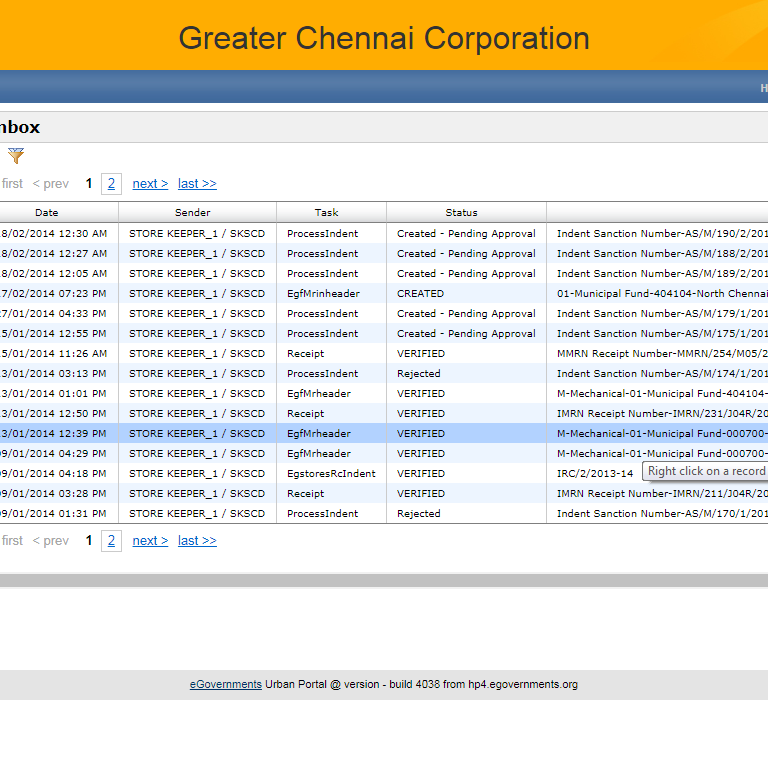 Greater Chennai Corporation
H
nbox
first < prev 1 2 next > last >>
Date Sender Task Status
8/02/2014 12:30 AM STORE KEEPER_1 / SKSCD ProcessIndent Created - Pending Approval Indent Sanction Number-AS/M/190/2/201
8/02/2014 12:27 AM STORE KEEPER_1 / SKSCD ProcessIndent Created - Pending Approval Indent Sanction Number-AS/M/188/2/201
8/02/2014 12:05 AM STORE KEEPER_1 / SKSCD ProcessIndent Created - Pending Approval Indent Sanction Number-AS/M/189/2/201
7/02/2014 07:23 PM STORE KEEPER_1 / SKSCD EgfMrinheader CREATED 01-Municipal Fund-404104-North Chennai
27/01/2014 04:33 PM STORE KEEPER_1 / SKSCD ProcessIndent Created - Pending Approval Indent Sanction Number-AS/M/179/1/201
5/01/2014 12:55 PM STORE KEEPER_1 / SKSCD ProcessIndent Created - Pending Approval Indent Sanction Number-AS/M/175/1/201
5/01/2014 11:26 AM STORE KEEPER_1 / SKSCD Receipt VERIFIED MMRN Receipt Number-MMRN/254/M05/2
3/01/2014 03:13 PM STORE KEEPER_1 / SKSCD ProcessIndent Rejected Indent Sanction Number-AS/M/174/1/201
3/01/2014 01:01 PM STORE KEEPER_1 / SKSCD EgfMrheader VERIFIED M-Mechanical-01-Municipal Fund-404104-
3/01/2014 12:50 PM STORE KEEPER_1 / SKSCD Receipt VERIFIED IMRN Receipt Number-IMRN/231/J04R/20
3/01/2014 12:39 PM STORE KEEPER_1 / SKSCD EgfMrheader VERIFIED M-Mechanical-01-Municipal Fund-000700-
09/01/2014 04:29 PM STORE KEEPER_1 / SKSCD EgfMrheader VERIFIED M-Mechanical-01-Municipal Fund-000700-
09/01/2014 04:18 PM STORE KEEPER_1 / SKSCD EgstoresRcIndent VERIFIED IRC/2/2013-14 Right click on a record
09/01/2014 03:28 PM STORE KEEPER_1 / SKSCD Receipt VERIFIED IMRN Receipt Number-IMRN/211/J04R/20
09/01/2014 01:31 PM STORE KEEPER_1 / SKSCD ProcessIndent Rejected Indent Sanction Number-AS/M/170/1/201
first < prev 1 2 next > last >>
eGovernments Urban Portal @ version - build 4038 from hp4.egovernments.org